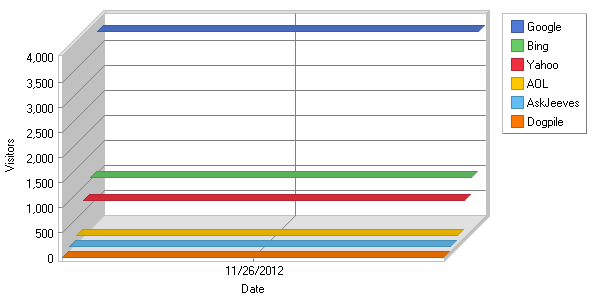 4,000
3,500
3,000
2,500
2,000
1,500
1,000
500
0
Visitors
11/26/2012
Date
Google
Bing
Yahoo
AOL
AskJeeves
Dogpile